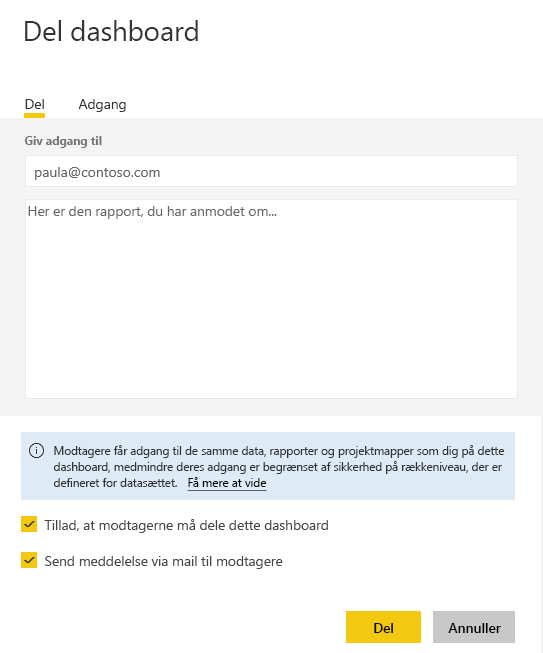 Del dashboard
Del Adgang
Giv adgang til
paula@contoso.com
Her er den rapport, du har anmodet om...
Modtagere får adgang til de samme data, rapporter og projektmapper som dig på dette
dashboard, medmindre deres adgang er begrænset af sikkerhed på rækkeniveau, der er
defineret for datasættet. Få mere at vide
Tillad, at modtagerne må dele dette dashboard
Send meddelelse via mail til modtagere
Del Annuller